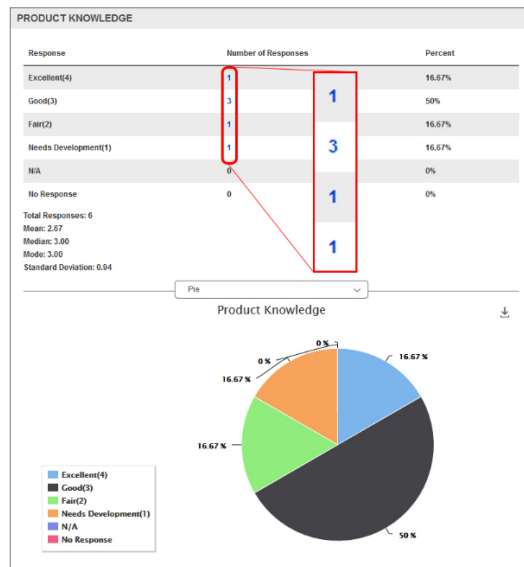 PRODUCT KNOWLEDGE
Response Number of Responses Percent
Excellent(4) 1 16.67%
Good(3) 3 50%
Fair(2) 1 16.67%
Needs Development(1) 1 16.67%
N/A 0 0%
No Response 0 0%
1
3
1
1
Total Responses: 6
Mean: 2.67
Median: 3.00
Mode: 3.00
Standard Deviation: 0.94
Pie
Product Knowledge
0 %
0 %
16.67 %
16.67 %
16.67 %
50 %
Excellent(4)
Good(3)
Fair(2)
Needs Development(1)
N/A
No Response